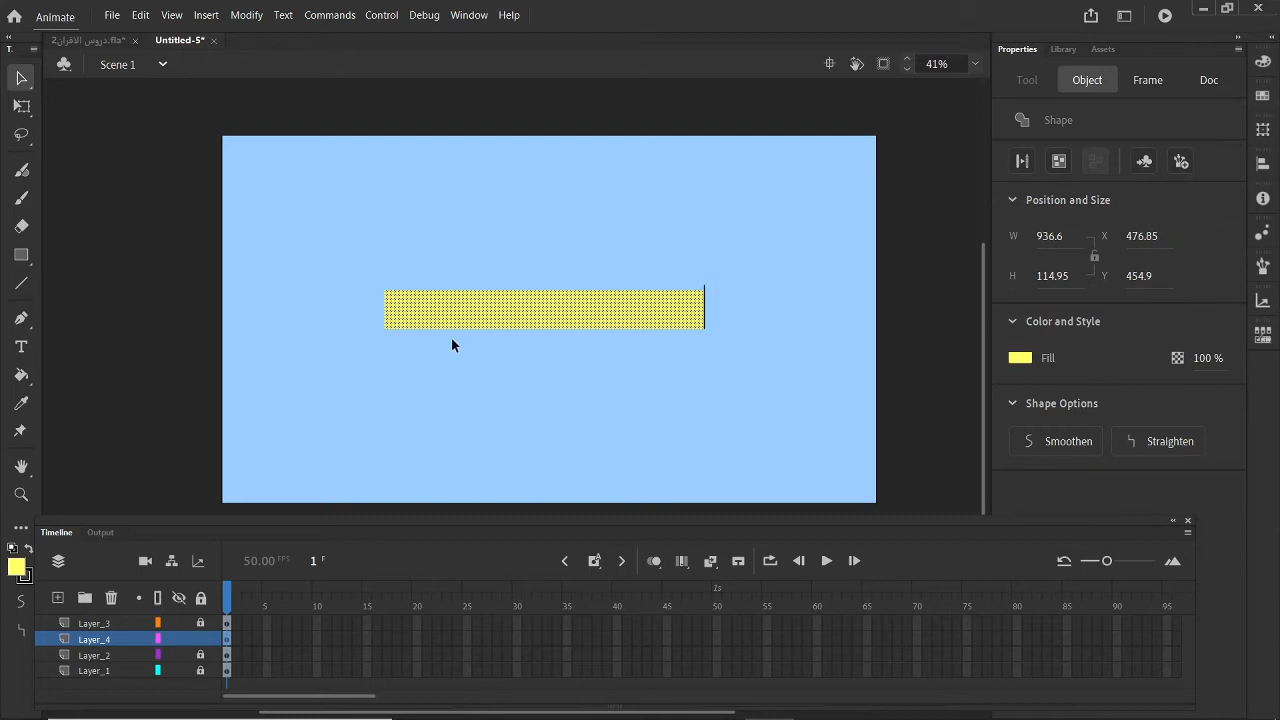 Animate File Edit View Insert Modify Text Commands Control Debug Window Help
دروس الاقران2.fla* Untitled-5*
Scene 1 41%
Properties Library Assets
Tool Object Frame Doc
Shape
Position and Size
W 936.6 X 476.85
H 114.95 Y 454.9
Color and Style
Fill 100 %
Shape Options
Smoothen Straighten
Timeline Output
50.00 FPS 1 F
1s
5 10 15 20 25 30 35 40 45 50 55 60 65 70 75 80 85 90 95
Layer_3
Layer_4
Layer_2
Layer_1